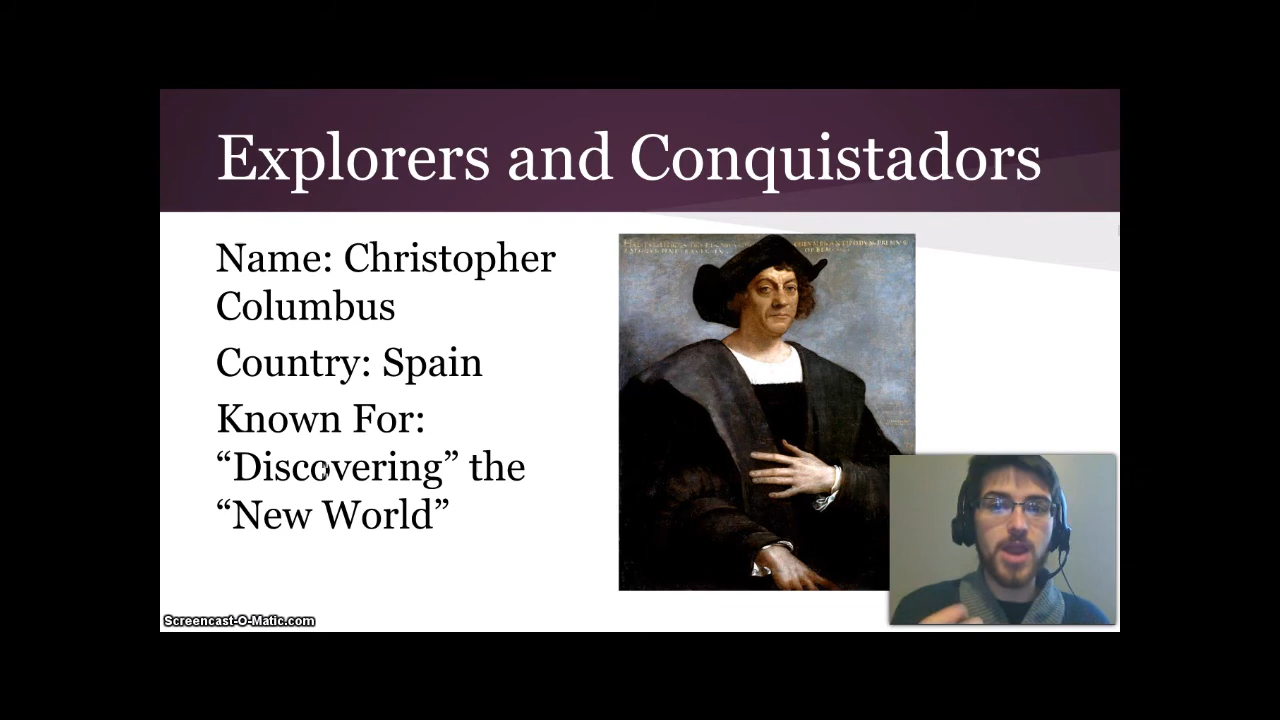 Explorers and Conquistadors
Name: Christopher
Columbus
Country: Spain
Known For:
“Discovering” the
“New World”
Screencast-O-Matic.com